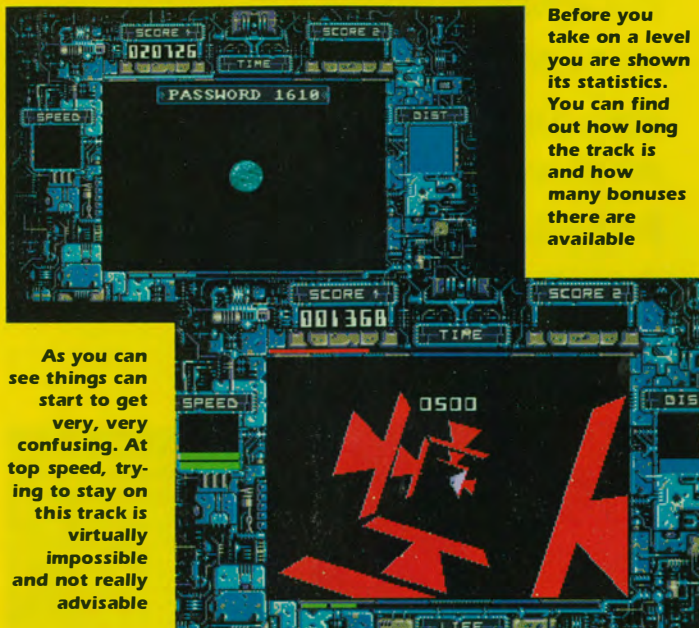 SCORE 1
SCORE 2
020726
TIME
PASSWORD 1610
SPEED
DIST
Before you
take on a level
you are shown
its statistics.
You can find
out how long
the track is
and how
many bonuses
there are
available
SCORE 1
SCORE 2
001368
TIME
SPEED
DIS
0500
As you can
see things can
start to get
very, very
confusing. At
top speed, try-
ing to stay on
this track is
virtually
impossible
and not really
advisable
LIFE